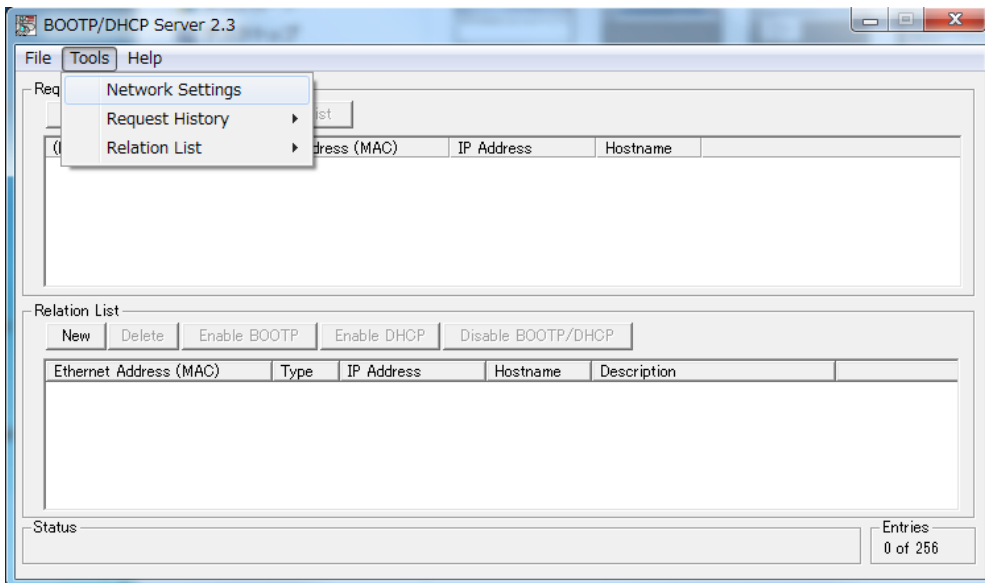 BOOTP/DHCP Server 2.3
File Tools Help
Network Settings
Request History
Relation List
Req
ist
(MAC) IP Address Hostname
Relation List
New Delete Enable BOOTP Enable DHCP Disable BOOTP/DHCP
Ethernet Address (MAC) Type IP Address Hostname Description
Status
Entries
0 of 256